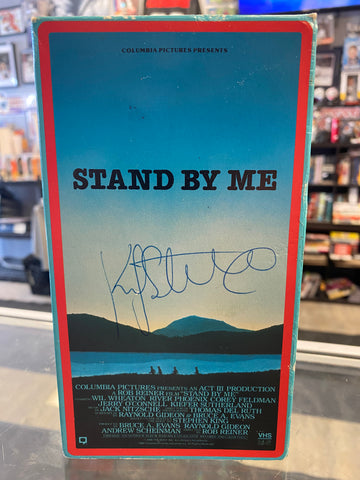 COLUMBIA PICTURES PRESENTS
STAND BY ME
COLUMBIA PICTURES PRESENTS AN ACT III PRODUCTION
A ROB REINER FILM "STAND BY ME"
WIL WHEATON RIVER PHOENIX COREY FELDMAN
JERRY O'CONNELL KIEFER SUTHERLAND
JACK NITZSCHE THOMAS DEL RUTH
RAYNOLD GIDEON & BRUCE A. EVANS
STEPHEN KING
BRUCE A. EVANS RAYNOLD GIDEON
ANDREW SCHEINMAN ROB REINER
VHS